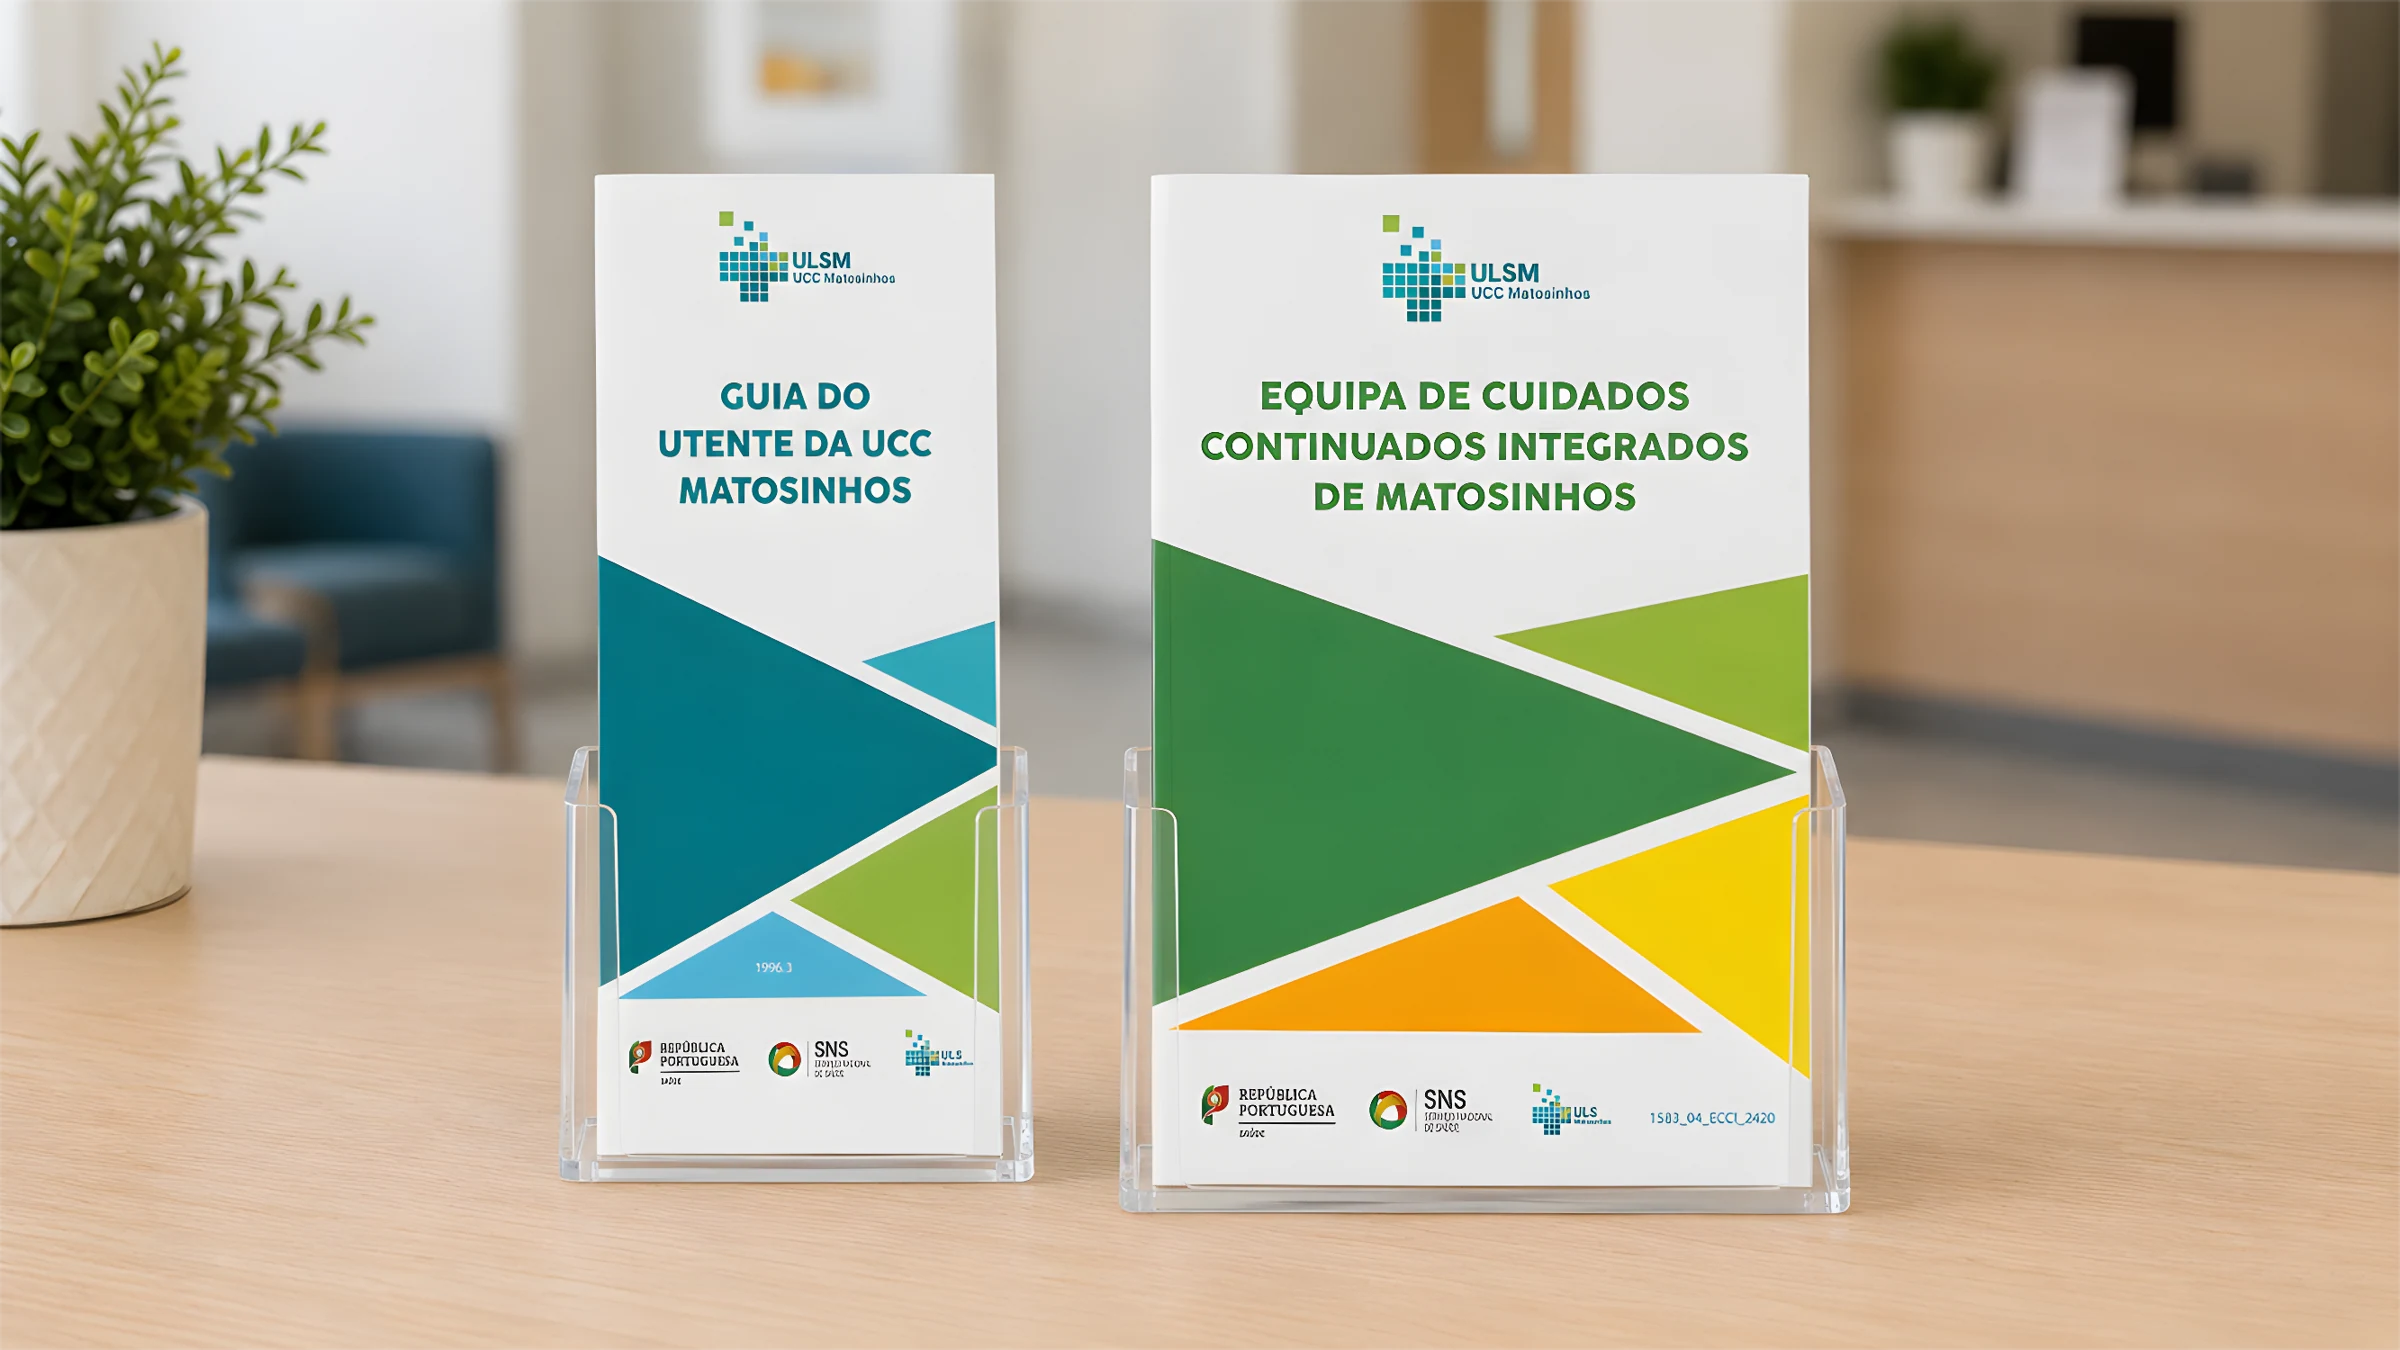 ULSM
UCC Matosinhos
GUIA DO
UTENTE DA UCC
MATOSINHOS
REPÚBLICA
PORTUGUESA
SNS
ULS
ULSM
UCC Matosinhos
EQUIPA DE CUIDADOS
CONTINUADOS INTEGRADOS
DE MATOSINHOS
REPÚBLICA
PORTUGUESA
SNS
ULS